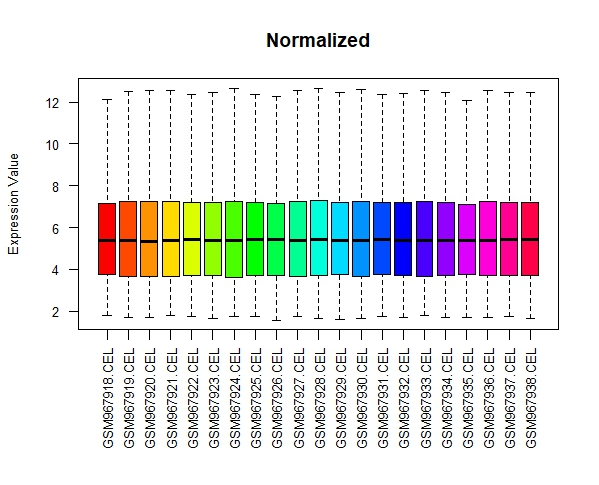 Normalized
Expression Value
12
10
8
6
4
2
GSM967918.CEL
GSM967919.CEL
GSM967920.CEL
GSM967921.CEL
GSM967922.CEL
GSM967923.CEL
GSM967924.CEL
GSM967925.CEL
GSM967926.CEL
GSM967927.CEL
GSM967928.CEL
GSM967929.CEL
GSM967930.CEL
GSM967931.CEL
GSM967932.CEL
GSM967933.CEL
GSM967934.CEL
GSM967935.CEL
GSM967936.CEL
GSM967937.CEL
GSM967938.CEL